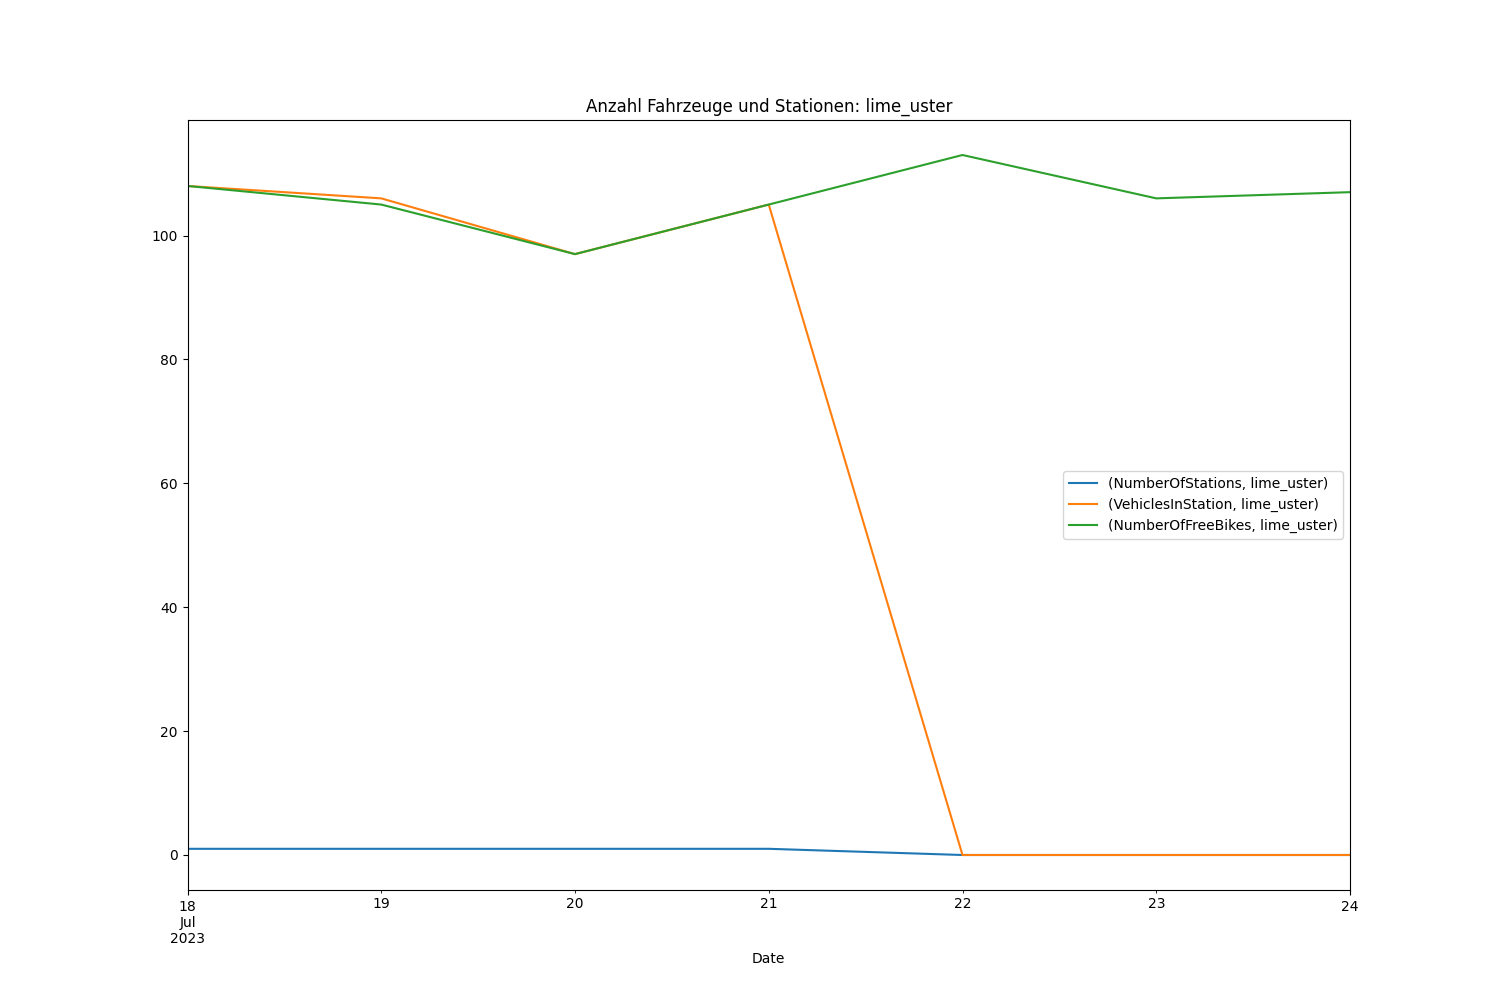 Anzahl Fahrzeuge und Stationen: lime_uster
100
80
60
40
20
0
(NumberOfStations, lime_uster)
(VehiclesInStation, lime_uster)
(NumberOfFreeBikes, lime_uster)
18 19 20 21 22 23 24
Jul
2023
Date